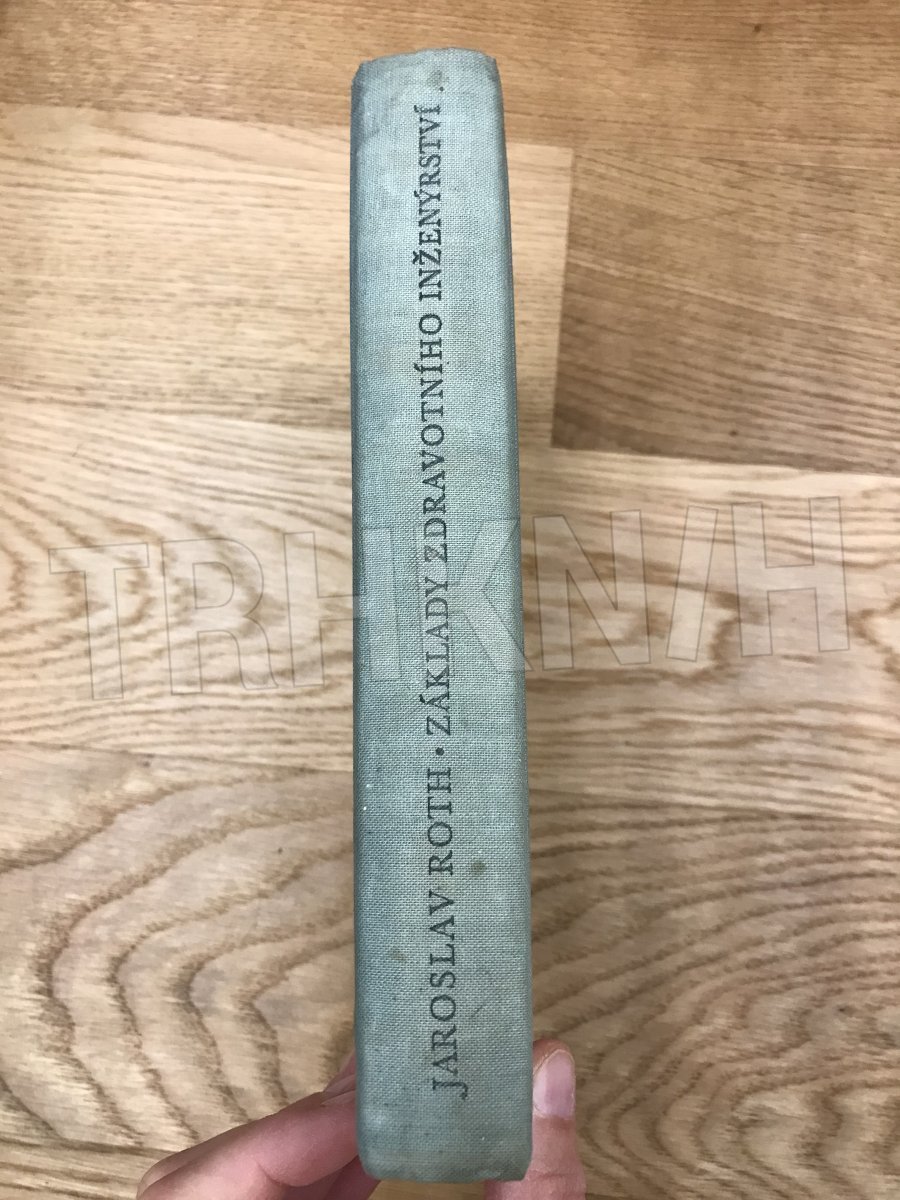 JAROSLAV ROTH · ZÁKLADY ZDRAVOTNÍHO INŽENÝRSTVÍ
TRHKNIH